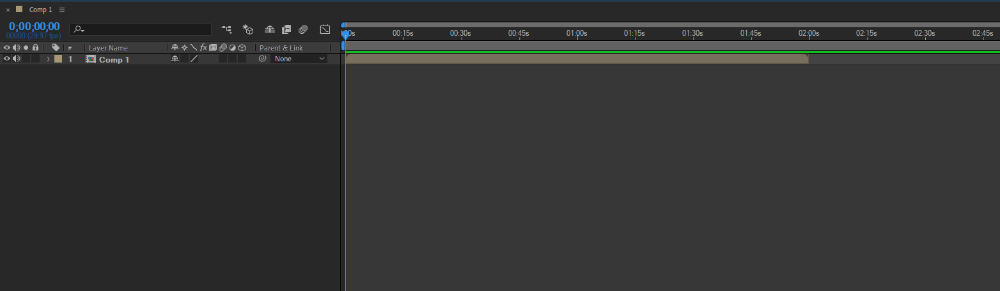 × Comp 1
0;00;00;00
00000 (29.97 fps)
:00s 00:15s 00:30s 00:45s 01:00s 01:15s 01:30s 01:45s 02:00s 02:15s 02:30s 02:45s
# Layer Name fx Parent & Link
1 Comp 1 None